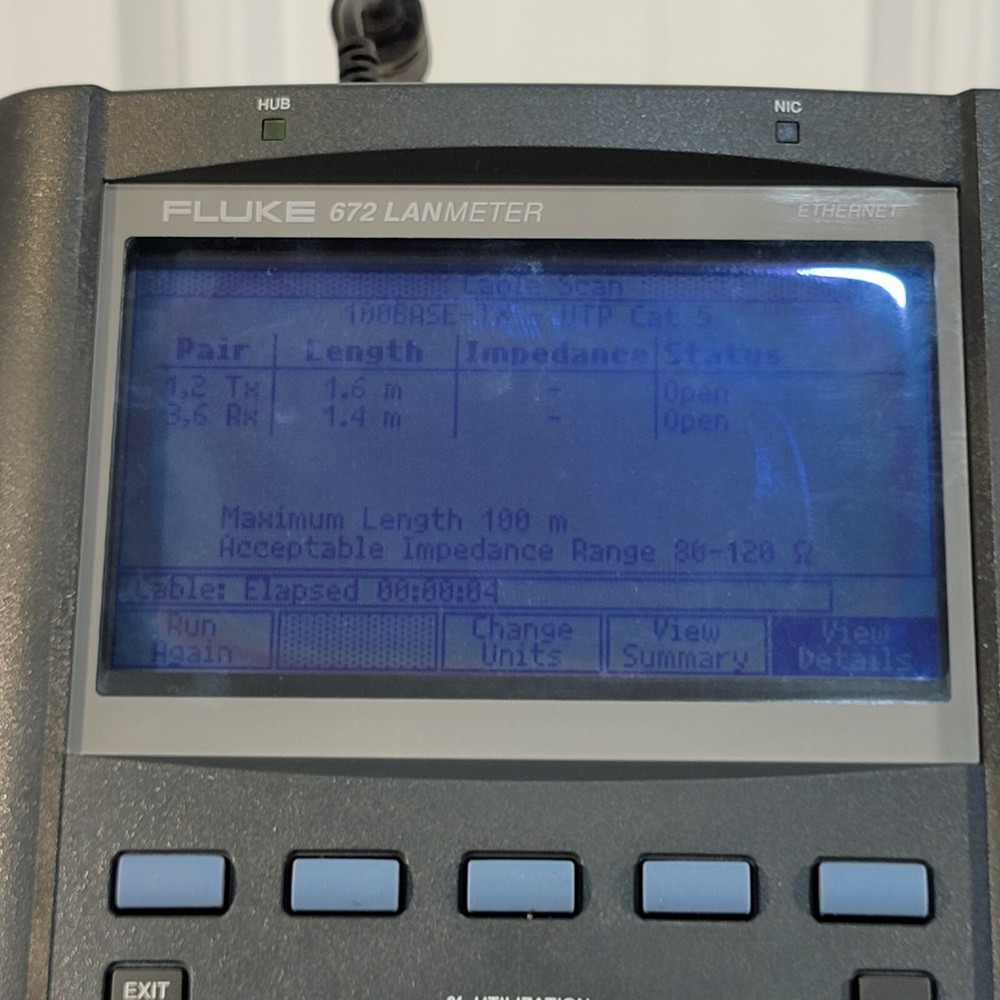 HUB
NIC
FLUKE 672 LANMETER
ETHERNET
Cable Scan
100BASE-TX - UTP Cat 5
Pair Length Impedance Status
1,2 Tx 1.6 m - Open
3,6 Rx 1.4 m - Open
Maximum Length 100 m
Acceptable Impedance Range 80-120 Ω
Cable: Elapsed 00:00:04
Run Again
Change Units
View Summary
View Details
EXIT
% UTILIZATION